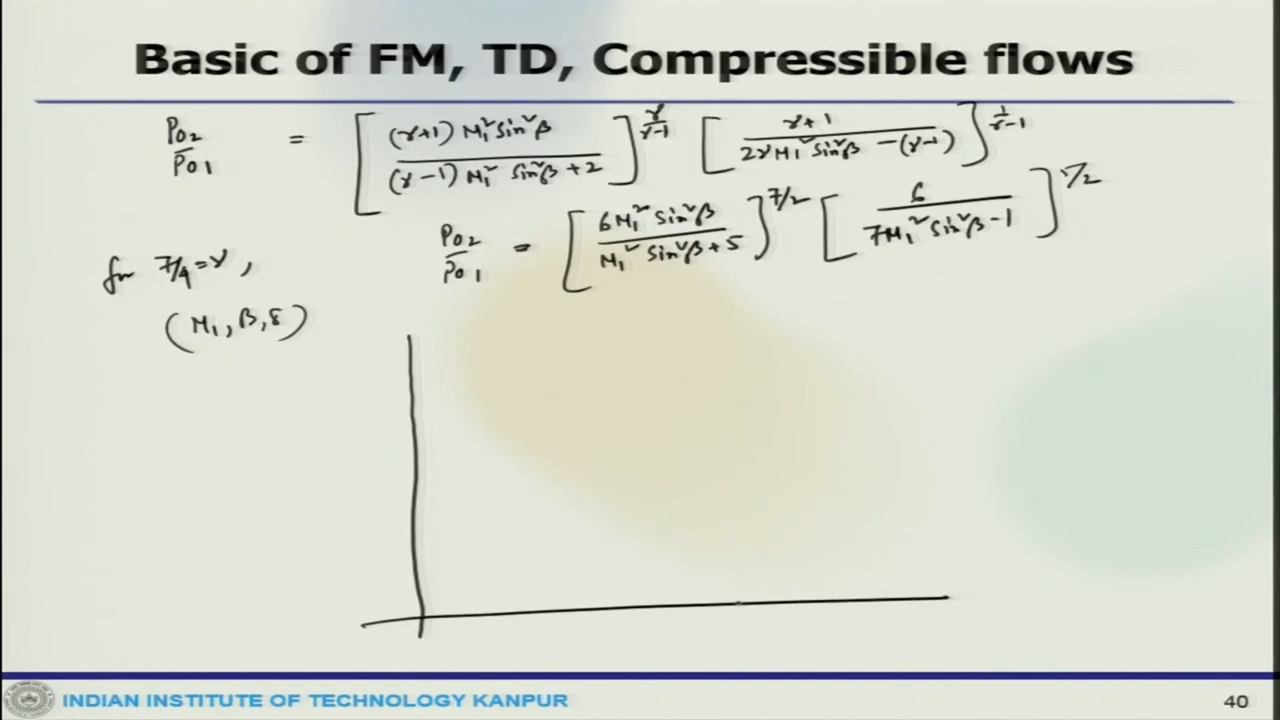 Basic of FM, TD, Compressible flows
P02/P01 = [(γ+1) M1² Sin²β / (γ-1) M1² Sin²β + 2]^γ/γ-1 [γ+1 / 2γM1² Sin²β - (γ-1)]^1/γ-1
P02/P01 = [6M1² Sin²β / M1² Sin²β + 5]^7/2 [6 / 7M1² Sin²β - 1]^1/2
for 7/4=γ,
(M1, β, δ)
INDIAN INSTITUTE OF TECHNOLOGY KANPUR
40